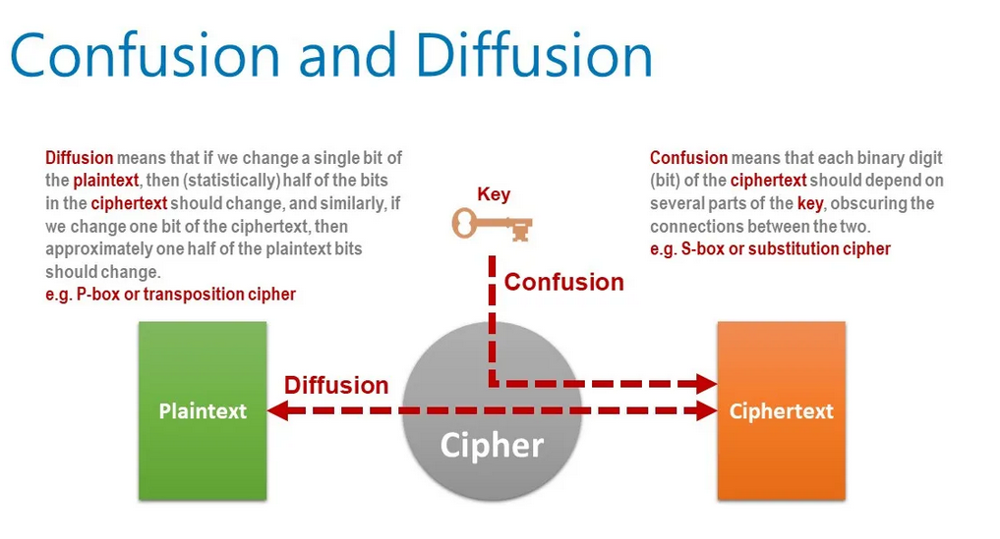 Confusion and Diffusion
Diffusion means that if we change a single bit of
the plaintext, then (statistically) half of the bits
in the ciphertext should change, and similarly, if
we change one bit of the ciphertext, then
approximately one half of the plaintext bits
should change.
e.g. P-box or transposition cipher
Key
Confusion means that each binary digit
(bit) of the ciphertext should depend on
several parts of the key, obscuring the
connections between the two.
e.g. S-box or substitution cipher
Confusion
Diffusion
Plaintext
Cipher
Ciphertext